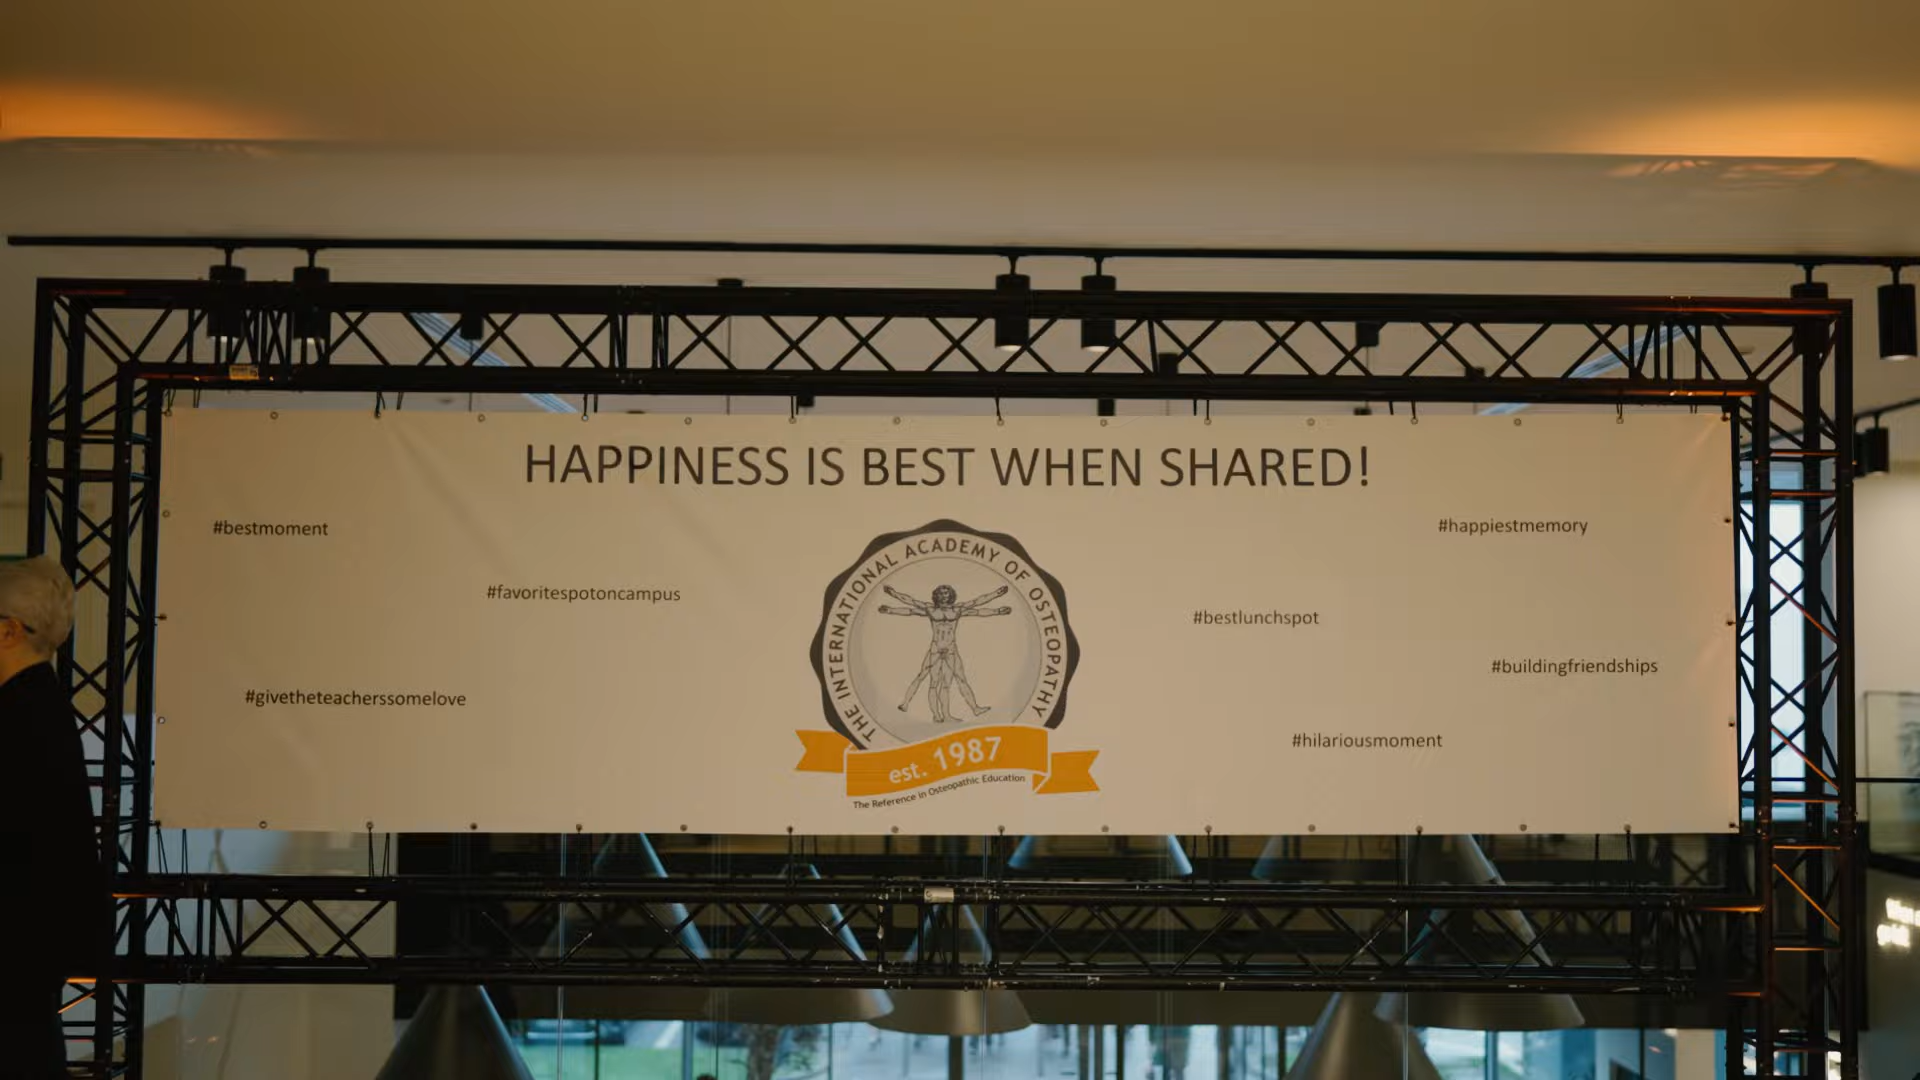 HAPPINESS IS BEST WHEN SHARED!
#bestmoment
#happiestmemory
#favoritespotoncampus
#bestlunchspot
#buildingfriendships
#givetheteacherssomelove
#hilariousmoment
THE INTERNATIONAL ACADEMY OF OSTEOPATHY
est. 1987
The Reference in Osteopathic Education